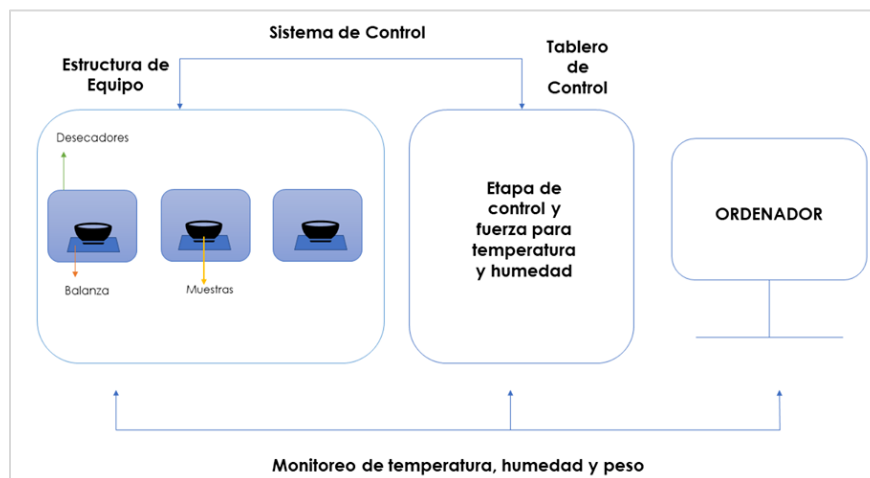 Sistema de Control
Estructura de
Equipo
Tablero
de
Control
Desecadores
Balanza
Muestras
Etapa de
control y
fuerza para
temperatura
y humedad
ORDENADOR
Monitoreo de temperatura, humedad y peso